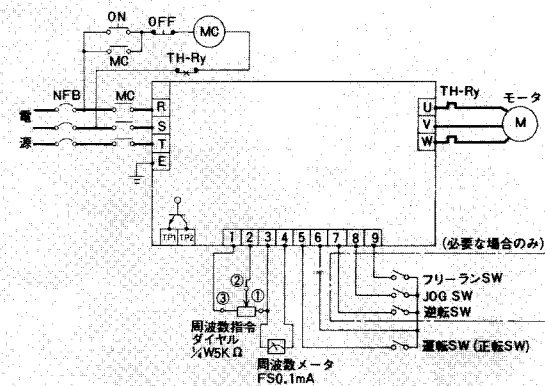 ON
OFF
MC
MC
TH-Ry
NFB
MC
TH-Ry
モータ
電
源
R
S
T
E
U
V
W
M
TP1 TP2
1 2 3 4 5 6 7 8 9
(必要な場合のみ)
② ① ③
フリーランSW
JOG SW
逆転SW
運転SW(正転SW)
周波数指令
ダイヤル
¼W5KΩ
周波数メータ
FS0.1mA